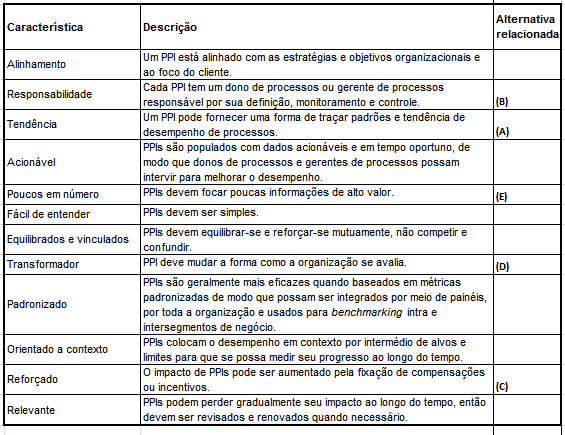 Característica Descrição Alternativa relacionada
Alinhamento Um PPI está alinhado com as estratégias e objetivos organizacionais e
ao foco do cliente.
Responsabilidade Cada PPI tem um dono de processos ou gerente de processos
responsável por sua definição, monitoramento e controle. (B)
Tendência Um PPI pode fornecer uma forma de traçar padrões e tendência de
desempenho de processos. (A)
Acionável PPIs são populados com dados acionáveis e em tempo oportuno, de
modo que donos de processos e gerentes de processos possam
intervir para melhorar o desempenho.
Poucos em número PPIs devem focar poucas informações de alto valor. (E)
Fácil de entender PPIs devem ser simples.
Equilibrados e vinculados PPIs devem equilibrar-se e reforçar-se mutuamente, não competir e
confundir.
Transformador PPI deve mudar a forma como a organização se avalia. (D)
Padronizado PPIs são geralmente mais eficazes quando baseados em métricas
padronizadas de modo que possam ser integrados por meio de painéis,
por toda a organização e usados para benchmarking intra e
intersegmentos de negócio.
Orientado a contexto PPIs colocam o desempenho em contexto por intermédio de alvos e
limites para que se possa medir seu progresso ao longo do tempo.
Reforçado O impacto de PPIs pode ser aumentado pela fixação de compensações
ou incentivos. (C)
Relevante PPIs podem perder gradualmente seu impacto ao longo do tempo, então
devem ser revisados e renovados quando necessário.